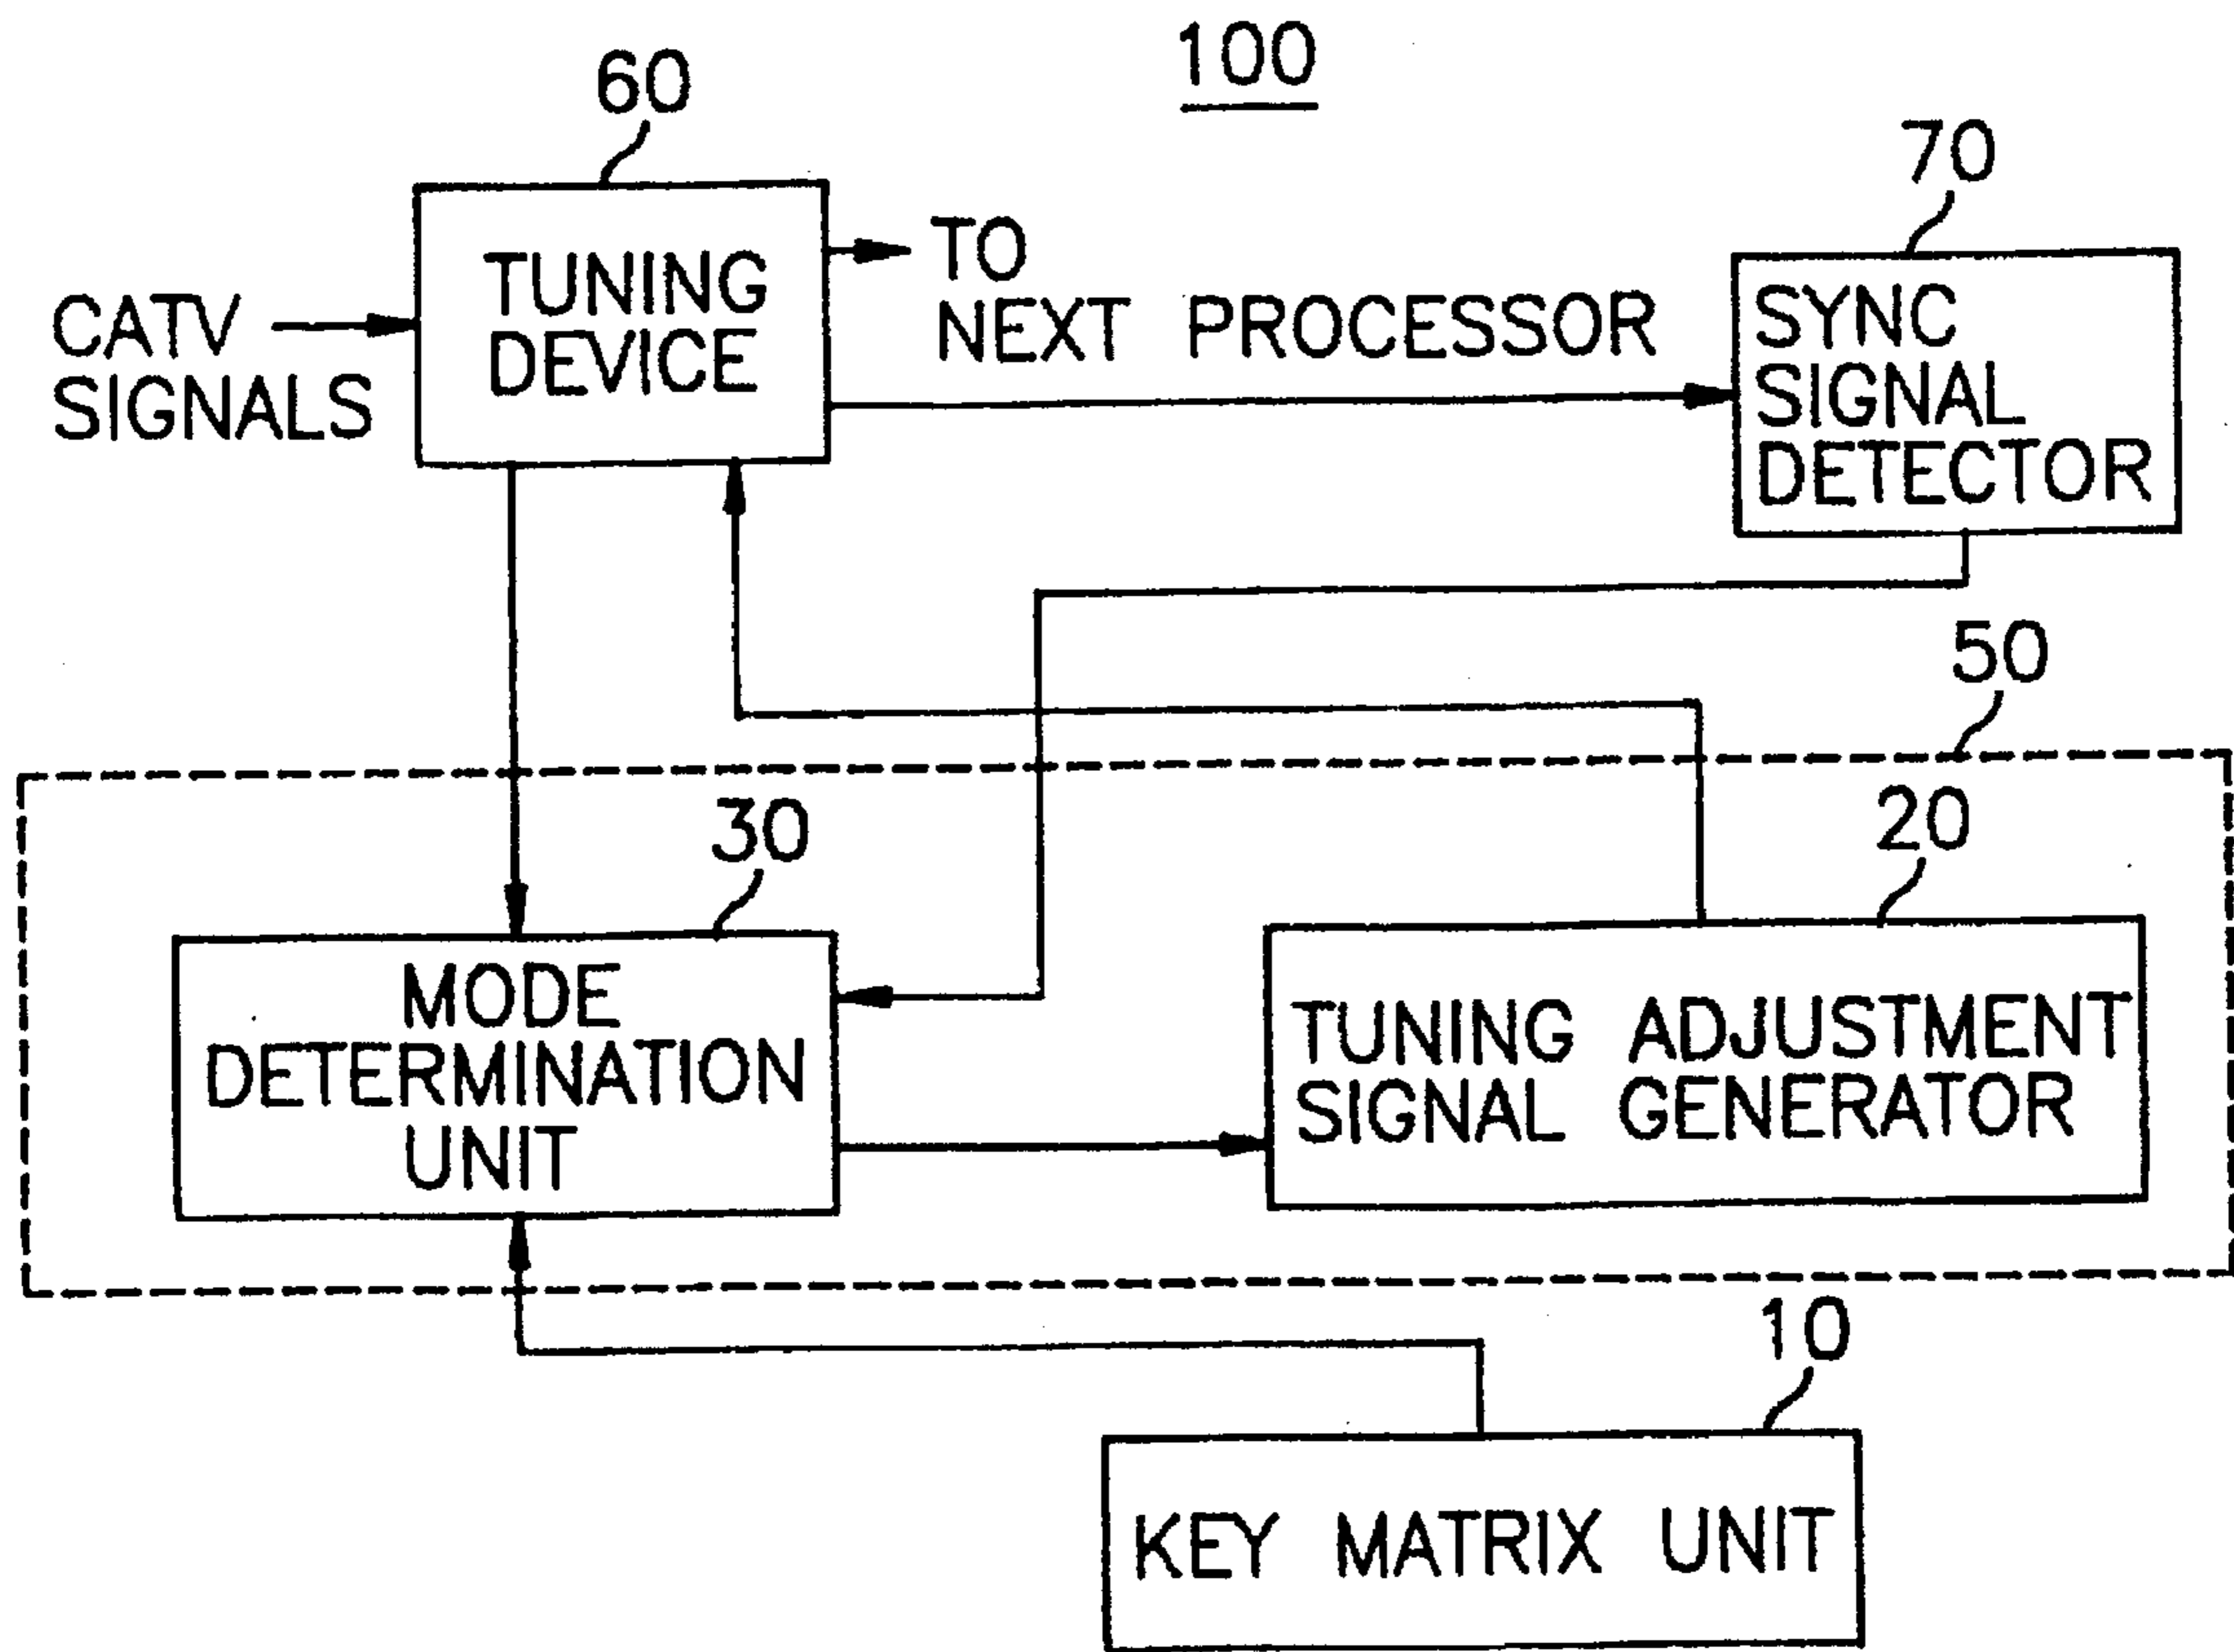 100
60
70
TUNING
DEVICE
TO
NEXT PROCESSOR
CATV
SIGNALS
SYNC
SIGNAL
DETECTOR
50
30
20
MODE
DETERMINATION
UNIT
TUNING ADJUSTMENT
SIGNAL GENERATOR
10
KEY MATRIX UNIT